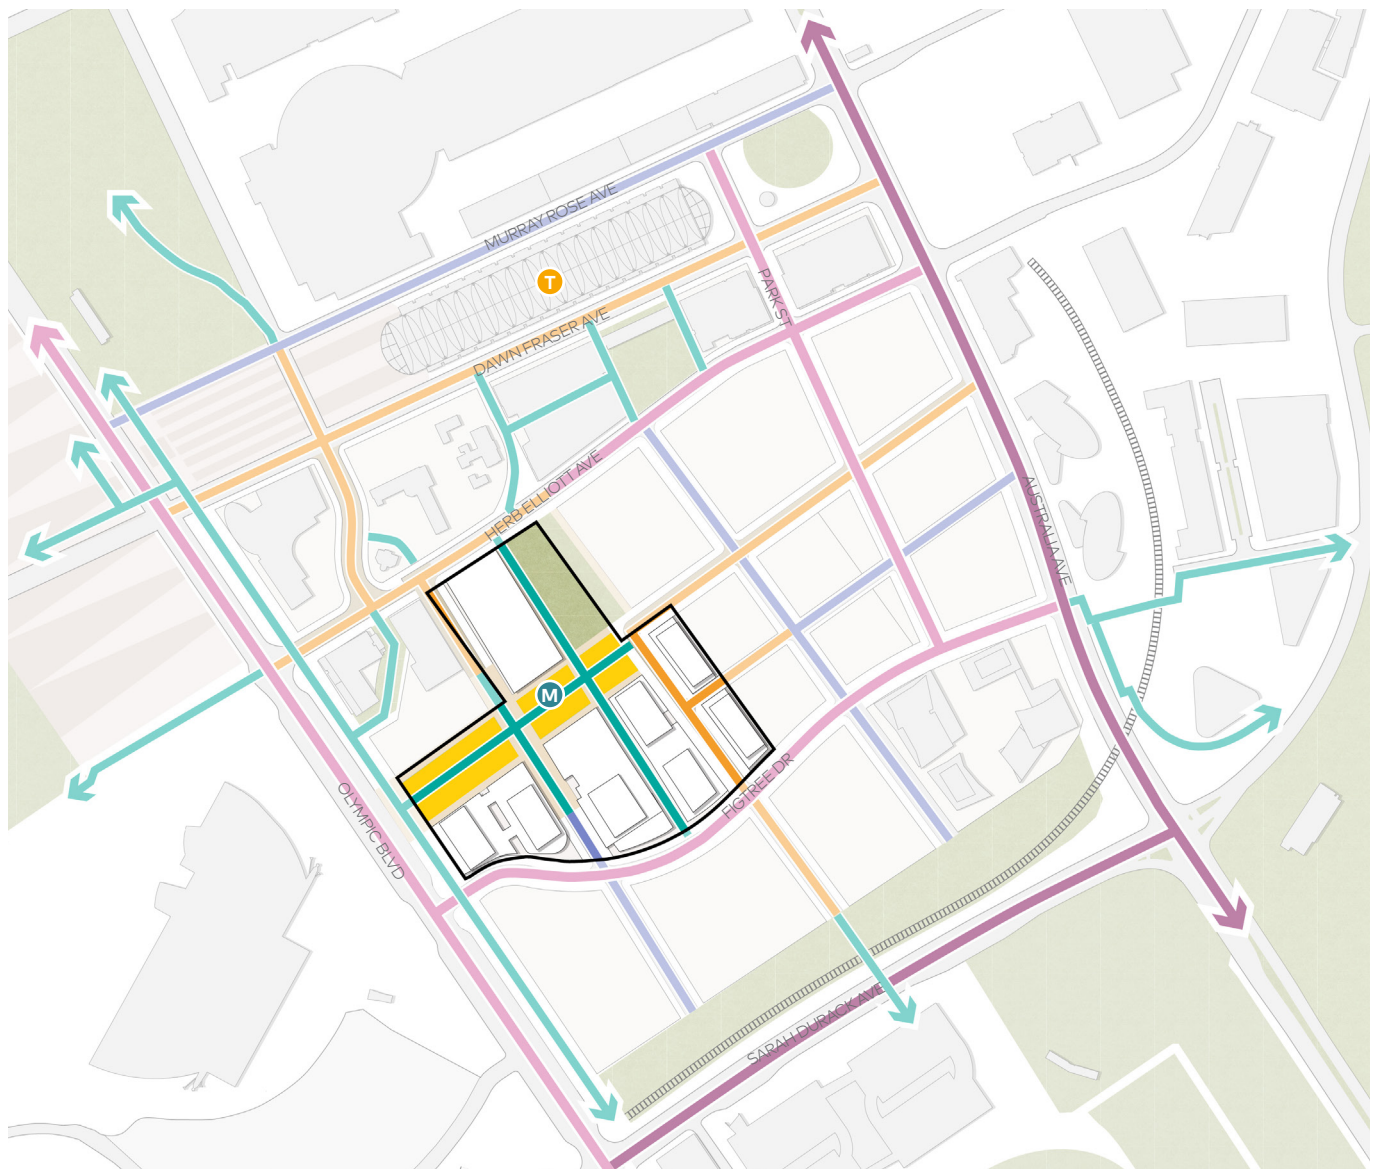 MURRAY ROSE AVE
T
DAWN FRASER AVE
PARK ST
HERB ELLIOTT AVE
AUSTRALIA AVE
M
OLYMPIC BLVD
FIGTREE DR
SARAH DURACK AVE